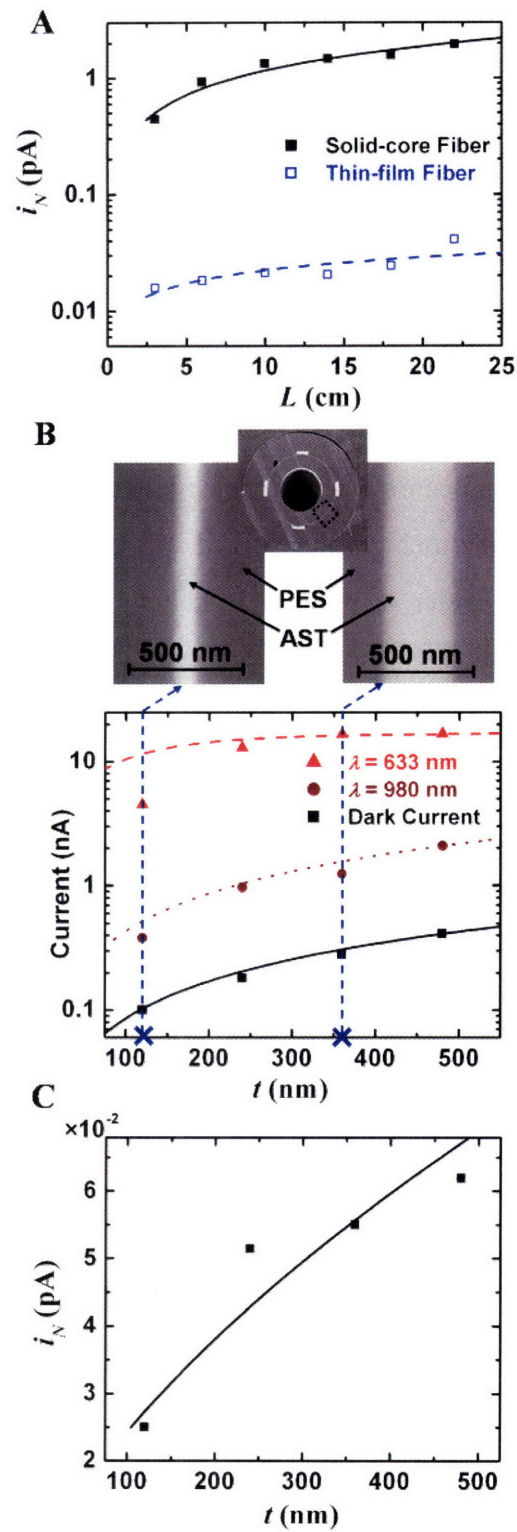 A
1
0.1
0.01
i_N (pA)
Solid-core Fiber
Thin-film Fiber
0 5 10 15 20 25
L (cm)
B
PES
AST
500 nm
500 nm
10
1
0.1
Current (nA)
λ = 633 nm
λ = 980 nm
Dark Current
100 200 300 400 500
t (nm)
C
×10⁻²
6
5
4
3
2
i_N (pA)
100 200 300 400 500
t (nm)